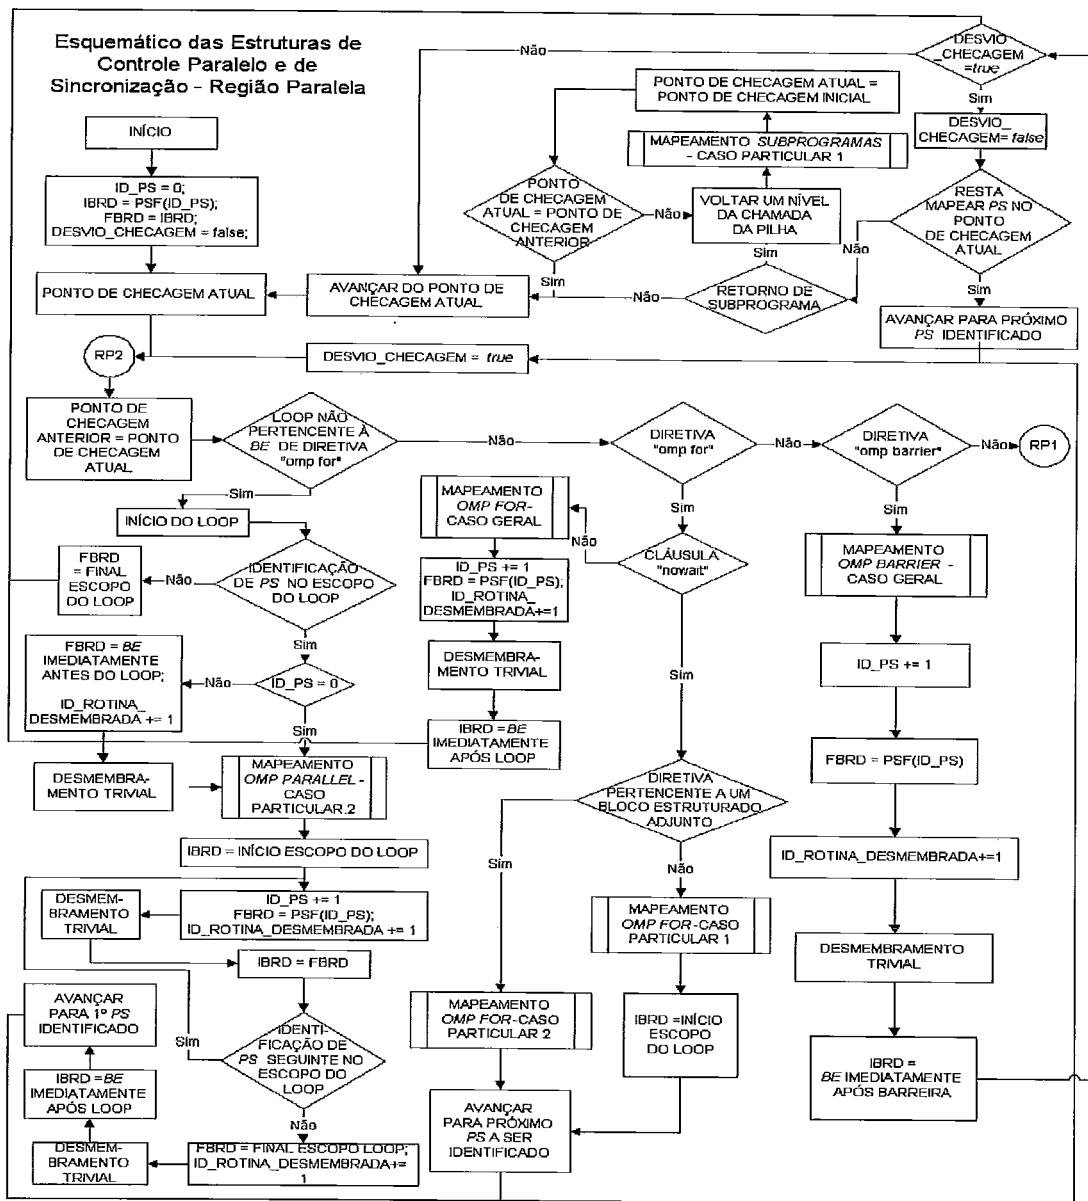 Esquemático das Estruturas de
Controle Paralelo e de
Sincronização - Região Paralela
INÍCIO
ID_PS = 0;
IBRD = PSF(ID_PS);
FBRD = IBRD;
DESVIO_CHECAGEM = false;
PONTO DE CHECAGEM ATUAL
AVANÇAR DO PONTO DE
CHECAGEM ATUAL
Não
DESVIO
_CHECAGEM
=true
Sim
DESVIO_
CHECAGEM= false
RESTA
MAPEAR PS NO
PONTO
DE CHECAGEM
ATUAL
Não
Sim
AVANÇAR PARA PRÓXIMO
PS IDENTIFICADO
PONTO DE CHECAGEM ATUAL =
PONTO DE CHECAGEM INICIAL
MAPEAMENTO SUBPROGRAMAS
- CASO PARTICULAR 1
PONTO
DE CHECAGEM
ATUAL = PONTO DE
CHECAGEM
ANTERIOR
Não
VOLTAR UM NÍVEL
DA CHAMADA
DA PILHA
Sim
Sim
RETORNO DE
SUBPROGRAMA
Não
RP2
DESVIO_CHECAGEM = true
PONTO DE
CHECAGEM
ANTERIOR = PONTO
DE CHECAGEM
ATUAL
LOOP NÃO
PERTENCENTE À
BE DE DIRETIVA
"omp for"
Não
DIRETIVA
"omp for"
Não
DIRETIVA
"omp barrier"
Não
RP1
Sim
INÍCIO DO LOOP
IDENTIFICAÇÃO
DE PS NO ESCOPO
DO LOOP
Não
FBRD
= FINAL
ESCOPO
DO LOOP
Sim
ID_PS = 0
Não
FBRD = BE
IMEDIATAMENTE
ANTES DO LOOP;
ID_ROTINA_
DESMEMBRADA += 1
DESMEMBRA-
MENTO TRIVIAL
Sim
MAPEAMENTO
OMP PARALLEL-
CASO
PARTICULAR 2
IBRD = INÍCIO ESCOPO DO LOOP
ID_PS += 1
FBRD = PSF(ID_PS);
ID_ROTINA_DESMEMBRADA += 1
DESMEM-
BRAMENTO
TRIVIAL
IBRD = FBRD
IDENTI-
FICAÇÃO DE
PS SEGUINTE NO
ESCOPO DO
LOOP
Sim
Não
FBRD = FINAL ESCOPO LOOP;
ID_ROTINA_DESMEMBRADA+=
1
DESMEM-
BRAMENTO
TRIVIAL
IBRD =BE
IMEDIATAMENTE
APÓS LOOP
AVANÇAR
PARA 1º PS
IDENTIFICADO
Sim
CLÁUSULA
"nowait"
Não
MAPEAMENTO
OMP FOR-
CASO GERAL
ID_PS += 1
FBRD = PSF(ID_PS);
ID_ROTINA_
DESMEMBRADA+=1
DESMEMBRA-
MENTO TRIVIAL
IBRD =BE
IMEDIATAMENTE
APÓS LOOP
Sim
DIRETIVA
PERTENCENTE A UM
BLOCO ESTRUTURADO
ADJUNTO
Sim
Não
MAPEAMENTO
OMP FOR-CASO
PARTICULAR 1
IBRD =INÍCIO
ESCOPO
DO LOOP
MAPEAMENTO
OMP FOR-CASO
PARTICULAR 2
AVANÇAR
PARA PRÓXIMO
PS A SER
IDENTIFICADO
Sim
MAPEAMENTO
OMP BARRIER -
CASO GERAL
ID_PS += 1
FBRD = PSF(ID_PS)
ID_ROTINA_DESMEMBRADA+=1
DESMEMBRAMENTO
TRIVIAL
IBRD =
BE IMEDIATAMENTE
APÓS BARREIRA